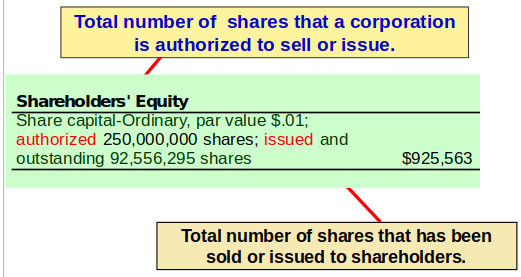 Total number of shares that a corporation
is authorized to sell or issue.
Shareholders' Equity
Share capital-Ordinary, par value $.01;
authorized 250,000,000 shares; issued and
outstanding 92,556,295 shares $925,563
Total number of shares that has been
sold or issued to shareholders.